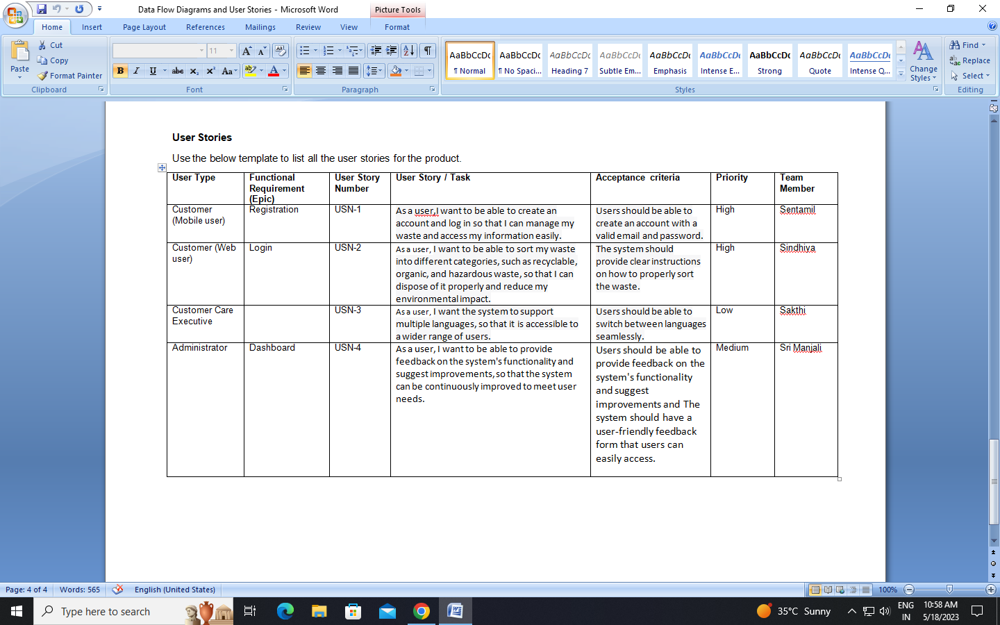 Data Flow Diagrams and User Stories - Microsoft Word
Picture Tools
Home Insert Page Layout References Mailings Review View Format
Paste
Cut
Copy
Format Painter
Clipboard
11
Font
Paragraph
AaBbCcDc AaBbCcDc AaBbCcDc AaBbCcDc AaBbCcDc AaBbCcDc AaBbCcDc AaBbCcDc AaBbCcDc
¶ Normal ¶ No Spaci... Heading 7 Subtle Em... Emphasis Intense E... Strong Quote Intense Q...
Change
Styles
Styles
Find
Replace
Select
Editing
User Stories
Use the below template to list all the user stories for the product.
User Type
Functional
Requirement
(Epic)
User Story
Number
User Story / Task
Acceptance criteria
Priority
Team
Member
Customer
(Mobile user)
Registration
USN-1
As a user,I want to be able to create an
account and log in so that I can manage my
waste and access my information easily.
Users should be able to
create an account with a
valid email and password.
High
Sentamil
Customer (Web
user)
Login
USN-2
As a user, I want to be able to sort my waste
into different categories, such as recyclable,
organic, and hazardous waste, so that I can
dispose of it properly and reduce my
environmental impact.
The system should
provide clear instructions
on how to properly sort
the waste.
High
Sindhiya
Customer Care
Executive
USN-3
As a user, I want the system to support
multiple languages, so that it is accessible to
a wider range of users.
Users should be able to
switch between languages
seamlessly.
Low
Sakthi
Administrator
Dashboard
USN-4
As a user, I want to be able to provide
feedback on the system's functionality and
suggest improvements, so that the system
can be continuously improved to meet user
needs.
Users should be able to
provide feedback on the
system's functionality
and suggest
improvements and The
system should have a
user-friendly feedback
form that users can
easily access.
Medium
Sri Manjali
Page: 4 of 4 Words: 565 English (United States) 100%
Type here to search
35°C Sunny
ENG
IN
10:58 AM
5/18/2023